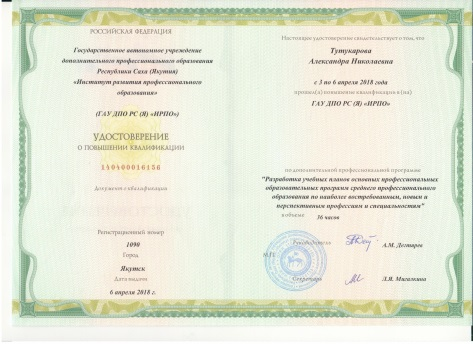 РОССИЙСКАЯ ФЕДЕРАЦИЯ
Государственное автономное учреждение
дополнительного профессионального образования
Республики Саха (Якутия)
«Институт развития профессионального
образования»
(ГАУ ДПО РС (Я) «ИРПО»)
УДОСТОВЕРЕНИЕ
О ПОВЫШЕНИИ КВАЛИФИКАЦИИ
140400016156
Документ о квалификации
Регистрационный номер
1090
Город
Якутск
Дата выдачи
6 апреля 2018 г.
Настоящее удостоверение свидетельствует о том, что
Тутукарова
Александра Николаевна
с 3 по 6 апреля 2018 года
прошел(а) повышение квалификации в (на)
ГАУ ДПО РС (Я) «ИРПО»
по дополнительной профессиональной программе
"Разработка учебных планов основных профессиональных
образовательных программ среднего профессионального
образования по наиболее востребованным, новым и
перспективным профессиям и специальностям"
в объёме 36 часов
Руководитель А.М. Дегтярев
М.П.
Секретарь